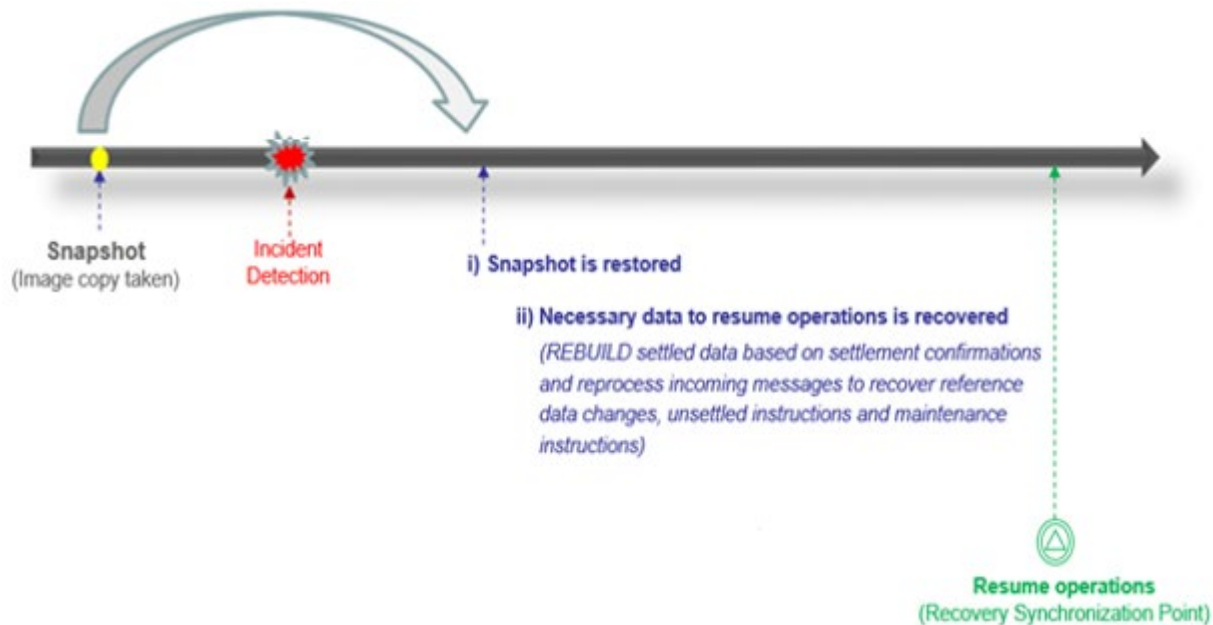 Snapshot
(Image copy taken)
Incident
Detection
i) Snapshot is restored
ii) Necessary data to resume operations is recovered
(REBUILD settled data based on settlement confirmations
and reprocess incoming messages to recover reference
data changes, unsettled instructions and maintenance
instructions)
Resume operations
(Recovery Synchronization Point)